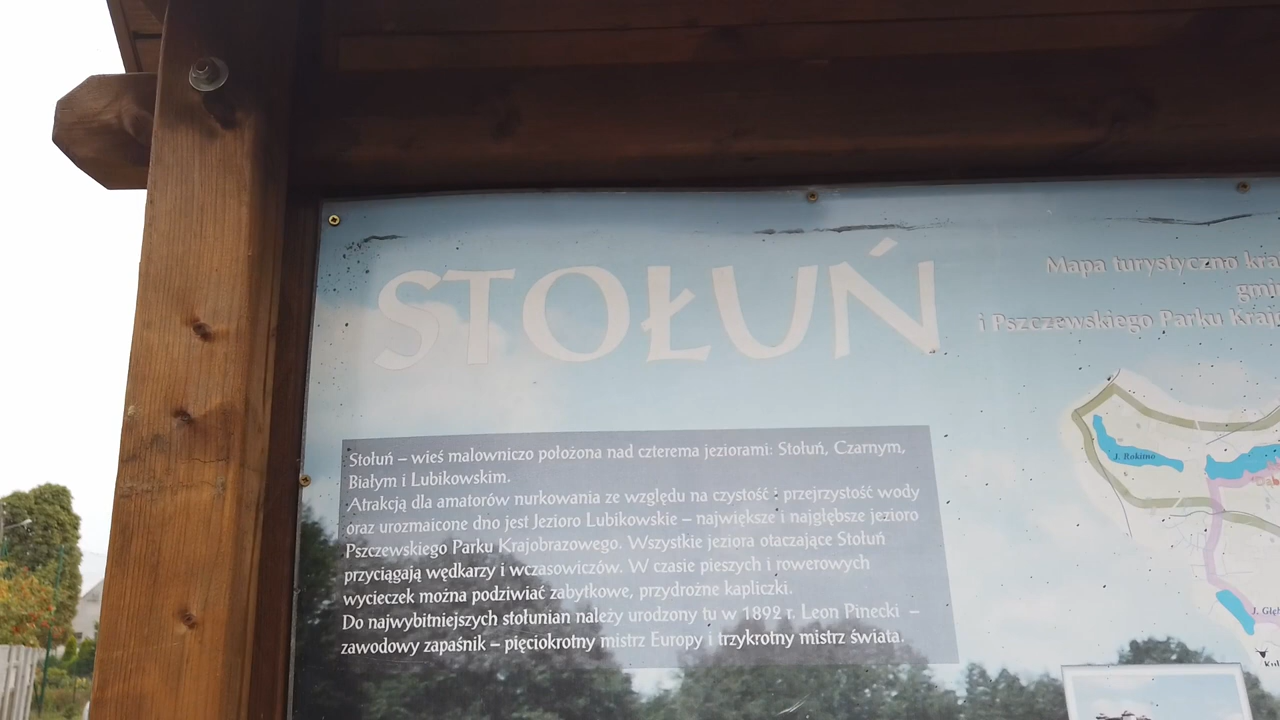 STOŁUŃ
Mapa turystyczno
i Pszczewskiego Parku
Stołuń – wieś malowniczo położona nad czterema jeziorami: Stołuń, Czarnym,
Białym i Lubikowskim.
Atrakcją dla amatorów nurkowania ze względu na czystość i przejrzystość wody
oraz urozmaicone dno jest Jezioro Lubikowskie – największe i najgłębsze jezioro
Pszczewskiego Parku Krajobrazowego. Wszystkie jeziora otaczające Stołuń
przyciągają wędkarzy i wczasowiczów. W czasie pieszych i rowerowych
wycieczek można podziwiać zabytkowe, przydrożne kapliczki.
Do najwybitniejszych stołunian należy urodzony tu w 1892 r. Leon Pinecki –
zawodowy zapaśnik – pięciokrotny mistrz Europy i trzykrotny mistrz świata.
J. Rokitno